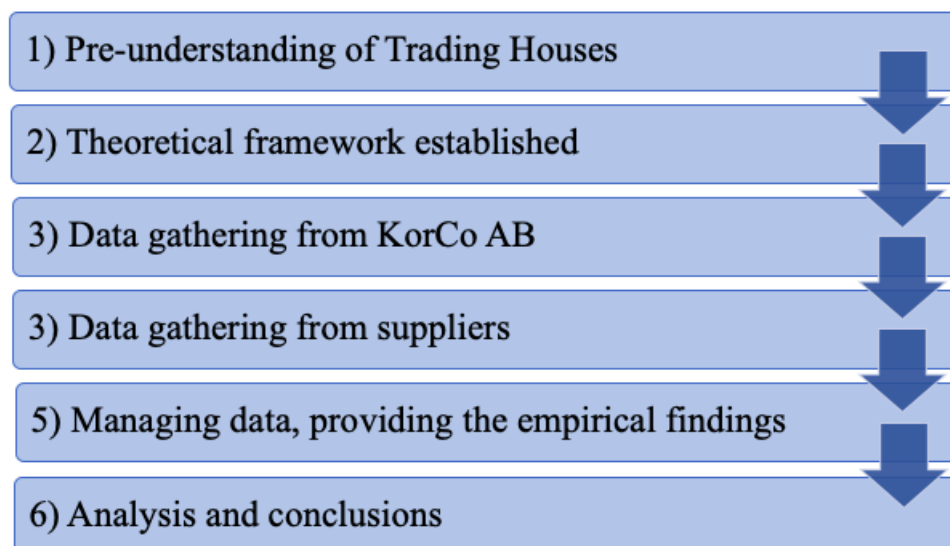 1) Pre-understanding of Trading Houses
2) Theoretical framework established
3) Data gathering from KorCo AB
3) Data gathering from suppliers
5) Managing data, providing the empirical findings
6) Analysis and conclusions